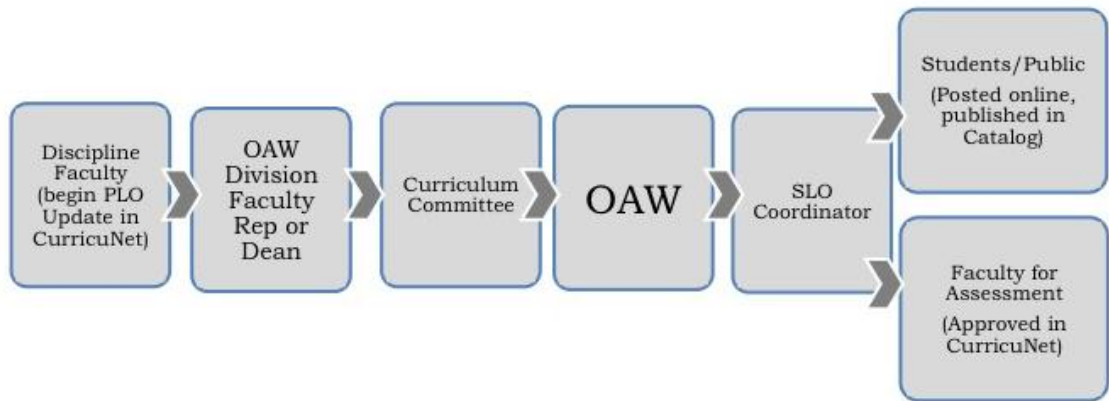 Discipline
Faculty
(begin PLO
Update in
CurricuNet)
OAW
Division
Faculty
Rep or
Dean
Curriculum
Committee
OAW
SLO
Coordinator
Students/Public
(Posted online,
published in
Catalog)
Faculty for
Assessment
(Approved in
CurricuNet)